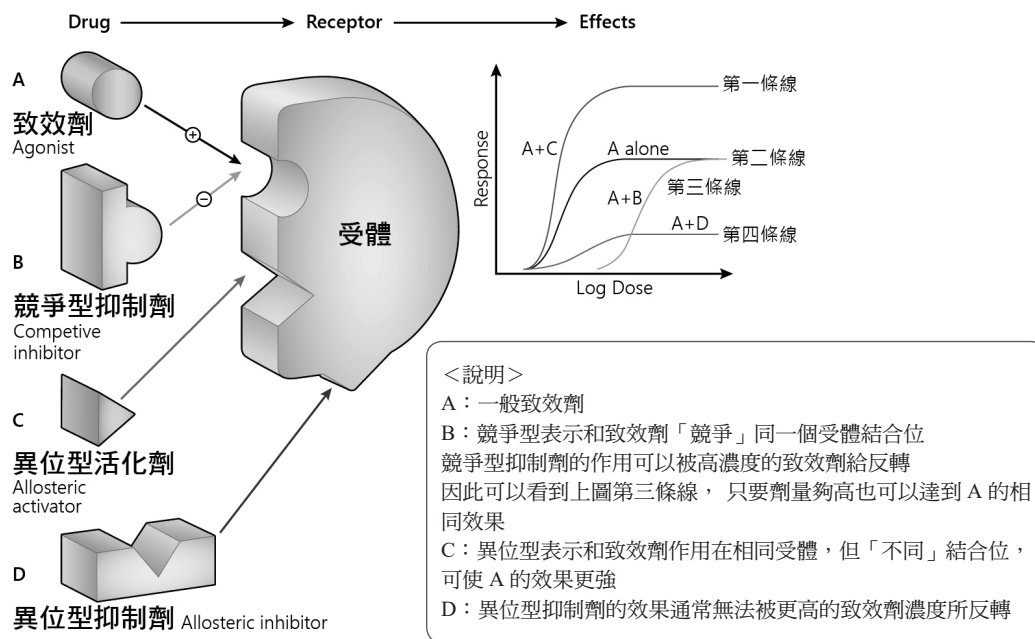 Drug Receptor Effects
A
致效劑
Agonist
B
競爭型抑制劑
Competive
inhibitor
C
異位型活化劑
Allosteric
activator
D
異位型抑制劑 Allosteric inhibitor
+
−
受體
Response
A+C
A alone
A+B
A+D
第一條線
第二條線
第三條線
第四條線
Log Dose
＜說明＞
A：一般致效劑
B：競爭型表示和致效劑「競爭」同一個受體結合位
競爭型抑制劑的作用可以被高濃度的致效劑給反轉
因此可以看到上圖第三條線， 只要劑量夠高也可以達到 A 的相
同效果
C：異位型表示和致效劑作用在相同受體，但「不同」結合位，
可使 A 的效果更強
D：異位型抑制劑的效果通常無法被更高的致效劑濃度所反轉